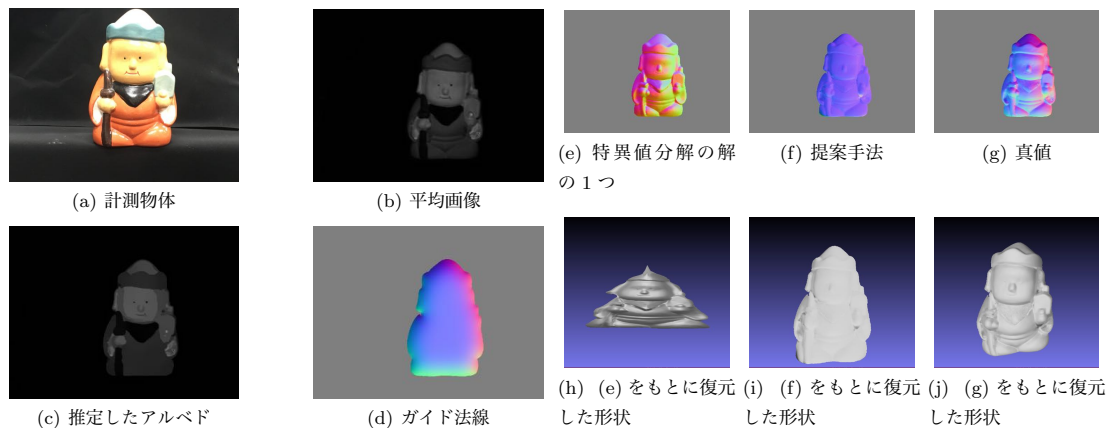 (a) 計測物体
(b) 平均画像
(e) 特異値分解の解
の 1 つ
(f) 提案手法
(g) 真値
(c) 推定したアルベド
(d) ガイド法線
(h) (e) をもとに復元
した形状
(i) (f) をもとに復元
した形状
(j) (g) をもとに復元
した形状